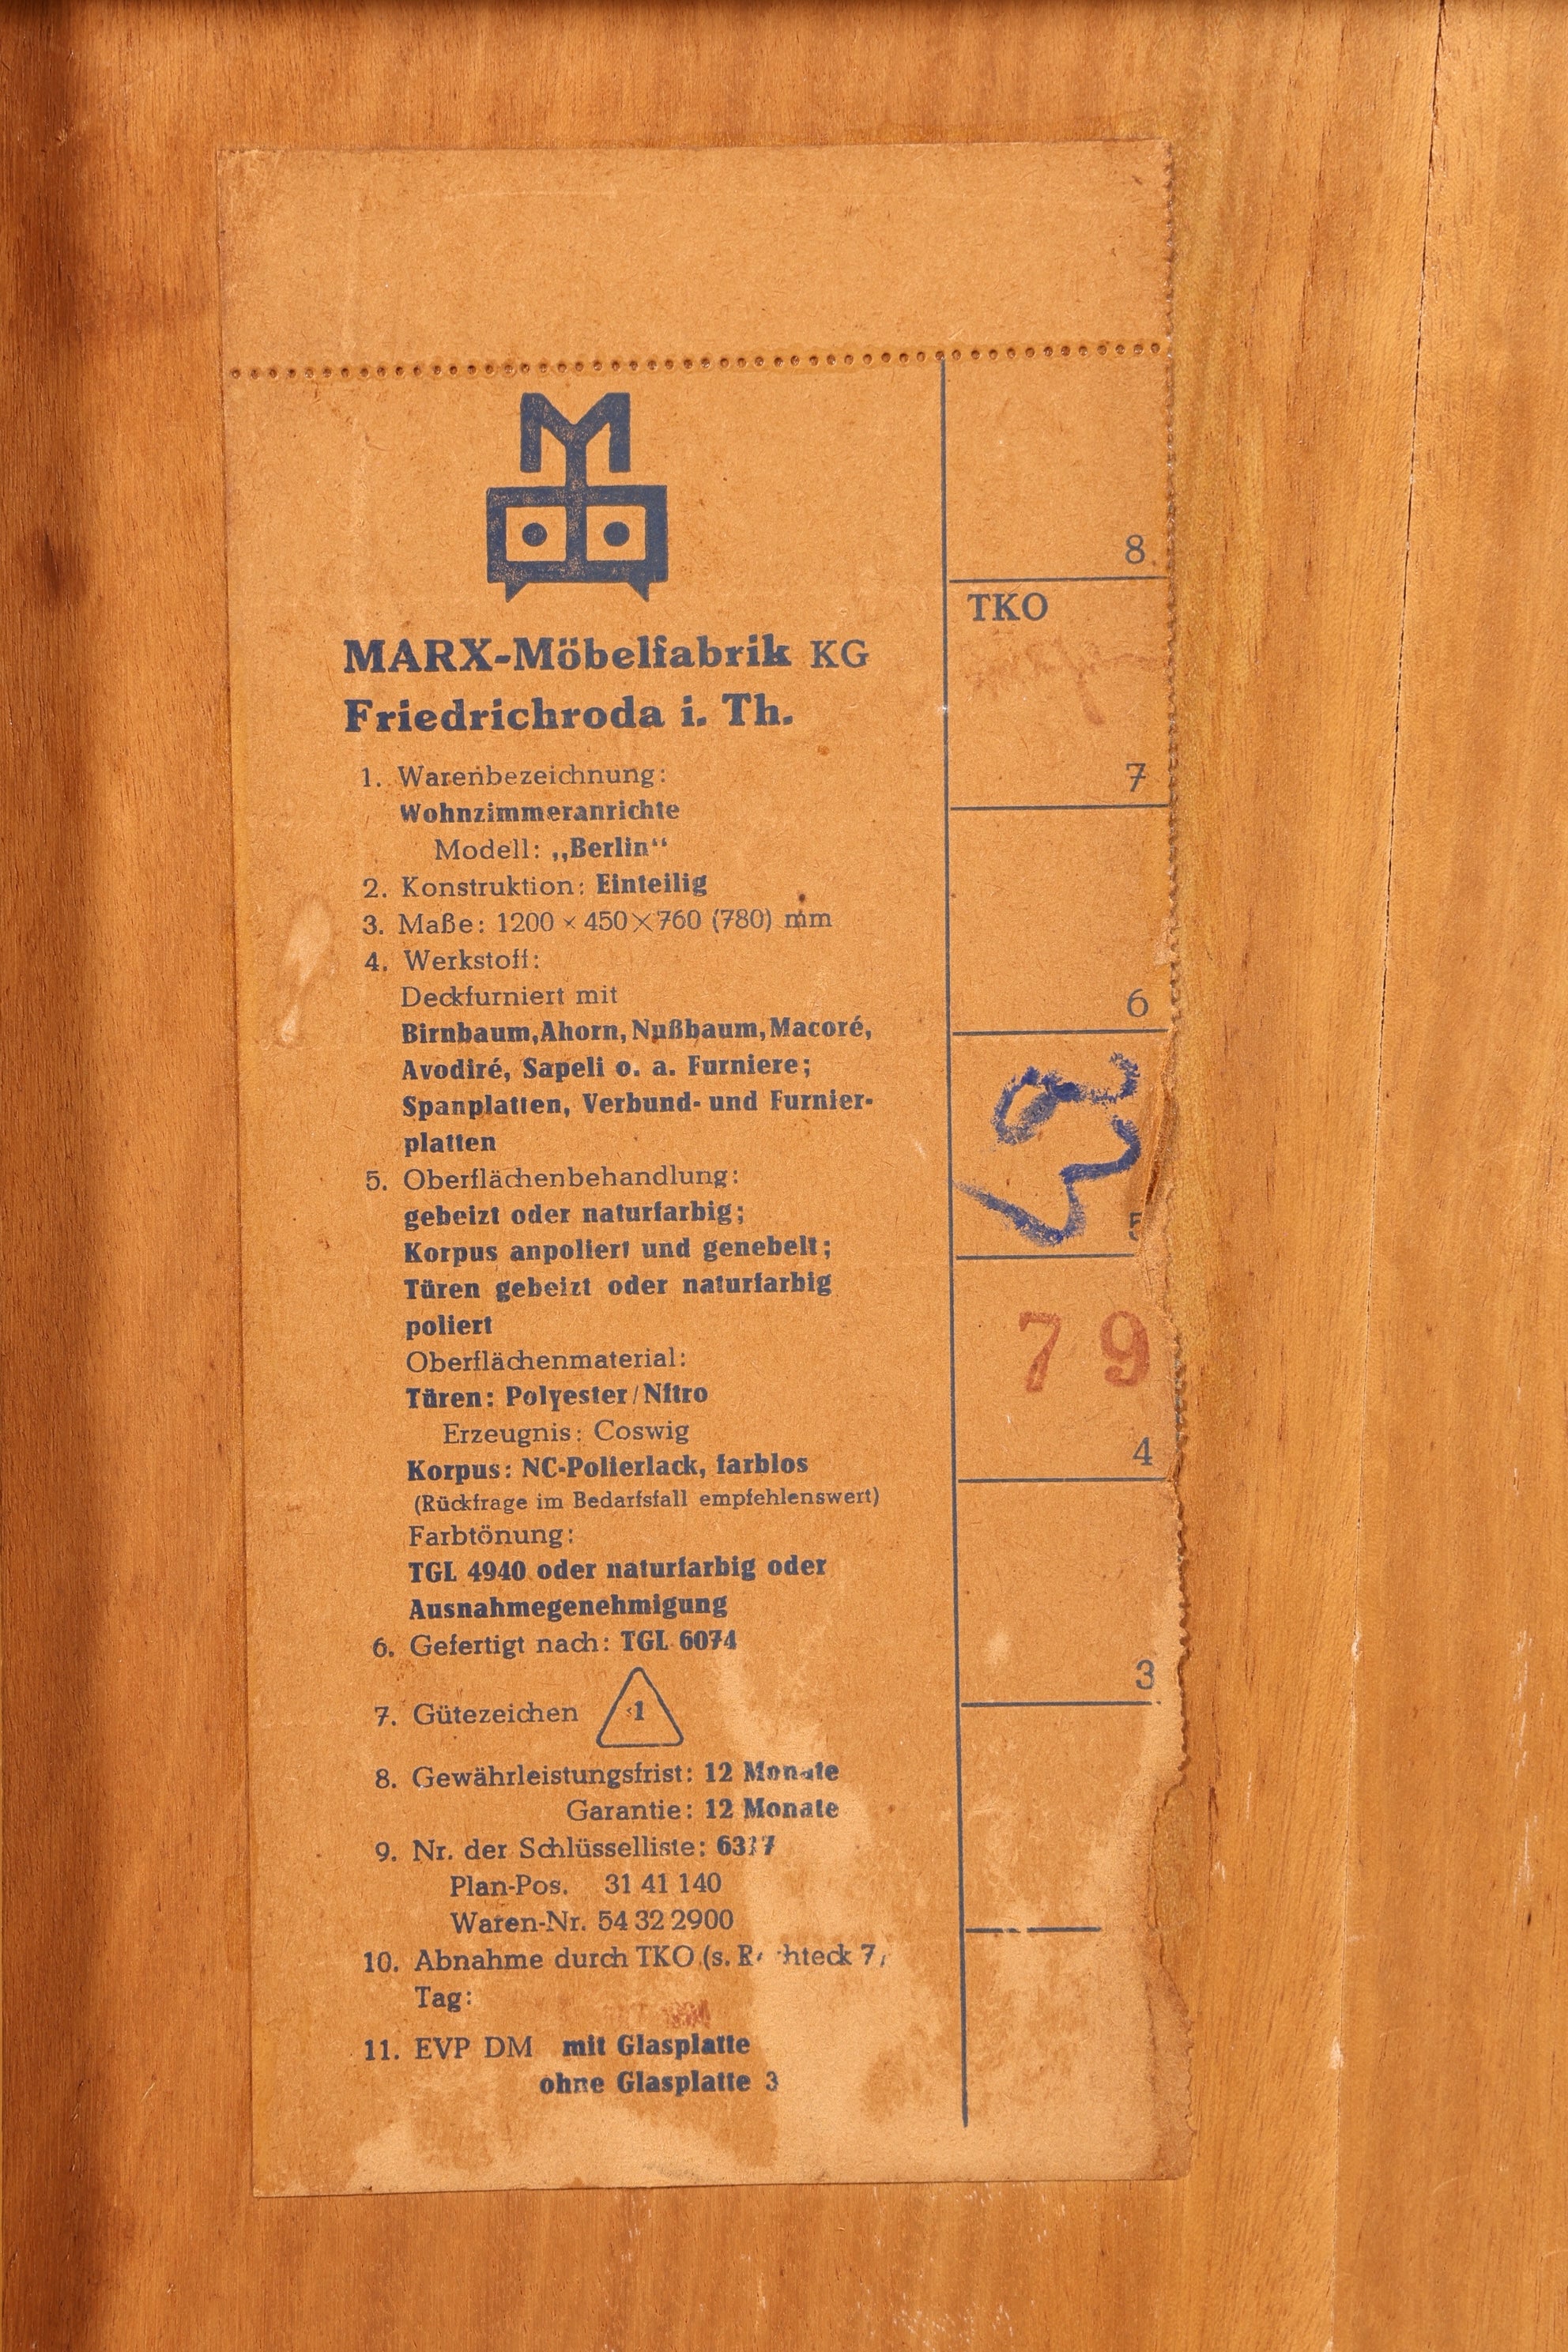 MARX-Möbelfabrik KG
Friedrichroda i. Th.
1. Warenbezeichnung:
Wohnzimmeranrichte
Modell: „Berlin“
2. Konstruktion: Einteilig
3. Maße: 1200 × 450 × 760 (780) mm
4. Werkstoff:
Deckfurniert mit
Birnbaum, Ahorn, Nußbaum, Macoré,
Avodiré, Sapeli o. a. Furniere;
Spanplatten, Verbund- und Furnier-
platten
5. Oberflächenbehandlung:
gebeizt oder naturfarbig;
Korpus anpoliert und genebelt;
Türen gebeizt oder naturfarbig
poliert
Oberflächenmaterial:
Türen: Polyester/Nitro
Erzeugnis: Coswig
Korpus: NC-Polierlack, farblos
(Rückfrage im Bedarfsfall empfehlenswert)
Farbtönung:
TGL 4940 oder naturfarbig oder
Ausnahmegenehmigung
6. Gefertigt nach: TGL 6074
7. Gütezeichen 1
8. Gewährleistungsfrist: 12 Monate
Garantie: 12 Monate
9. Nr. der Schlüsselliste:
Plan-Pos. 31 41 140
Waren-Nr. 54 32 2900
10. Abnahme durch TKO (s. Rechteck 7)
Tag:
11. EVP DM mit Glasplatte
ohne Glasplatte 3
8
TKO
7
6
5
79
4
3